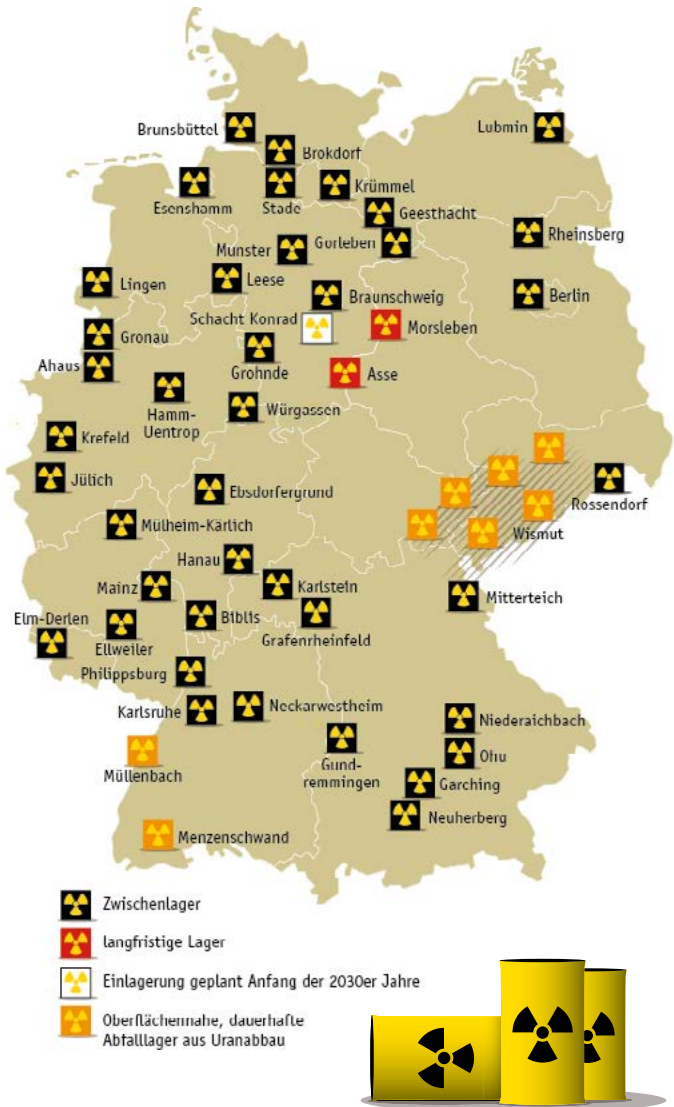 Brunsbüttel
Lubmin
Brokdorf
Krümmel
Esenshamm
Stade
Geesthacht
Gorleben
Rheinsberg
Munster
Leese
Lingen
Braunschweig
Berlin
Schacht Konrad
Morsleben
Gronau
Ahaus
Grohnde
Asse
Hamm-
Uentrop
Würgassen
Krefeld
Jülich
Ebsdorfergrund
Rossendorf
Mülheim-Kärlich
Wismut
Hanau
Mainz
Karlstein
Mitterteich
Elm-Derlen
Biblis
Grafenrheinfeld
Ellweiler
Philippsburg
Karlsruhe
Neckarwestheim
Niederaichbach
Ohu
Müllenbach
Gund-
remmingen
Garching
Neuherberg
Menzenschwand
Zwischenlager
langfristige Lager
Einlagerung geplant Anfang der 2030er Jahre
Oberflächennahe, dauerhafte
Abfalllager aus Uranabbau